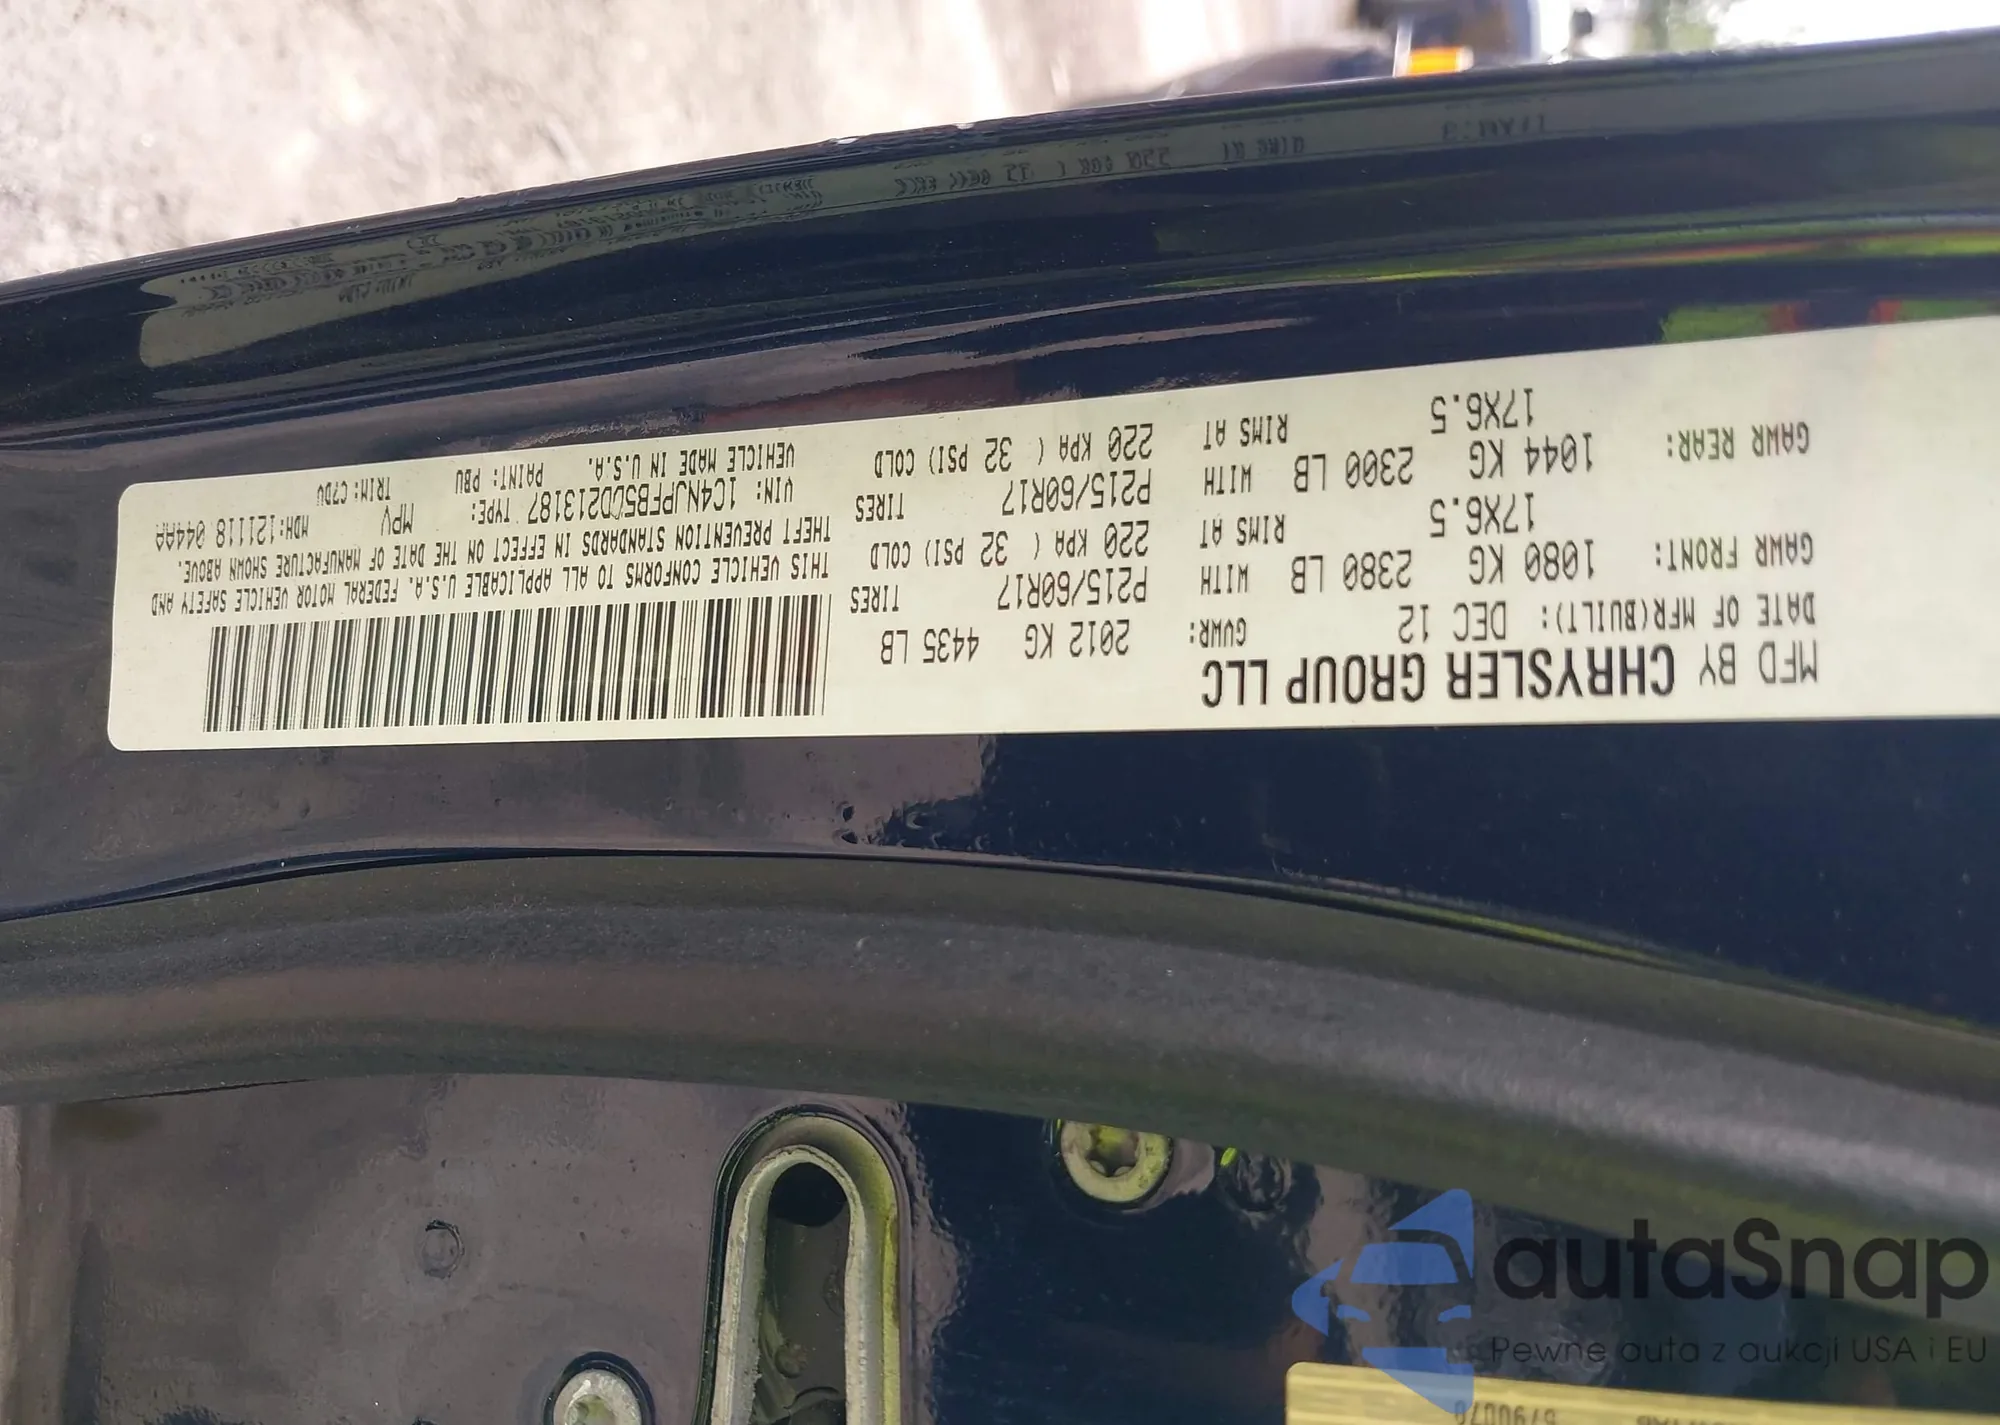 MFD BY CHRYSLER GROUP LLC
DATE OF MFR(BUILT): DEC 12 GVWR: 2012 KG 4435 LB
GAWR FRONT: 1080 KG 2380 LB WITH P215/60R17 TIRES
17X6.5 RIMS AT 220 KPA ( 32 PSI) COLD
GAWR REAR: 1044 KG 2300 LB WITH P215/60R17 TIRES
17X6.5 RIMS AT 220 KPA ( 32 PSI) COLD
THIS VEHICLE CONFORMS TO ALL APPLICABLE U.S.A. FEDERAL MOTOR VEHICLE SAFETY AND
THEFT PREVENTION STANDARDS IN EFFECT ON THE DATE OF MANUFACTURE SHOWN ABOVE.
VIN: 1C4NJPFB5DD213187 TYPE: MPV MDH:121118 044AA
VEHICLE MADE IN U.S.A. PAINT: PBU TRIM: C7DV
autaSnap
Pewne auta z aukcji USA i EU